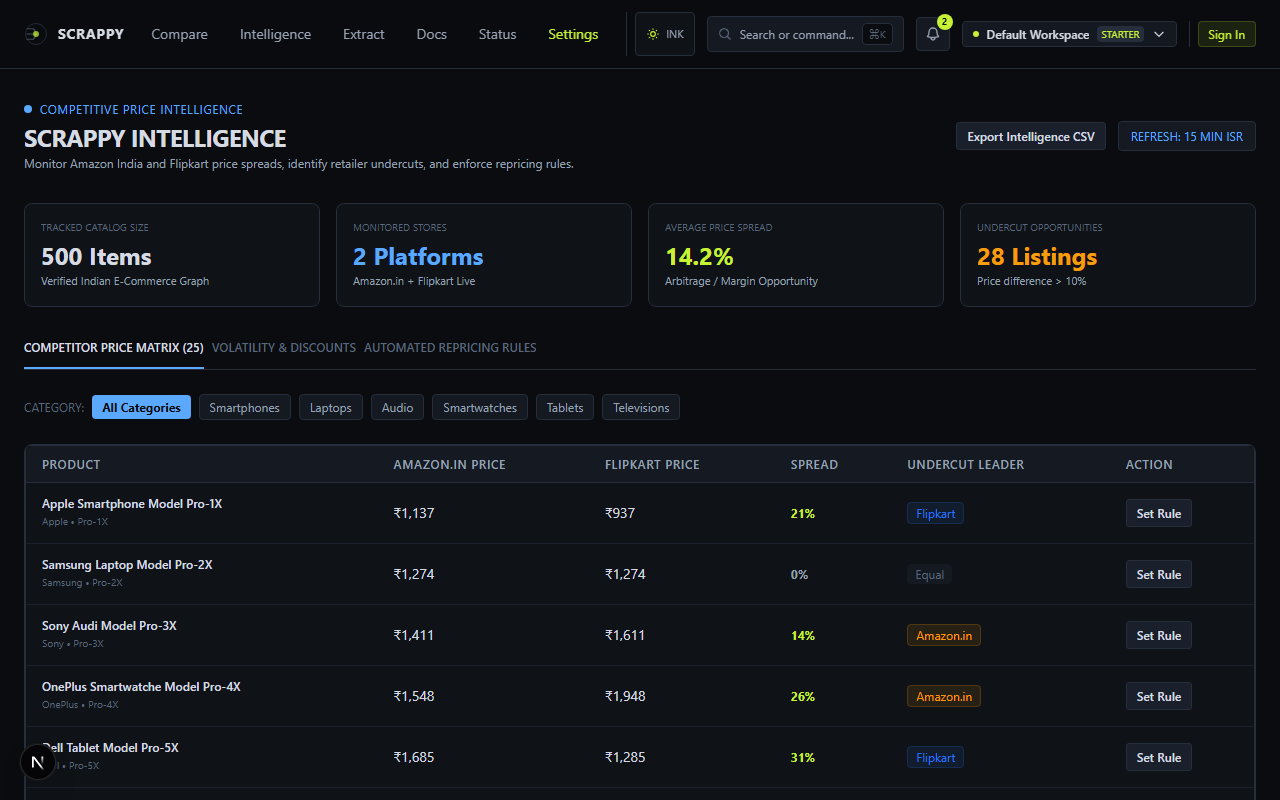 SCRAPPY Compare Intelligence Extract Docs Status Settings INK Search or command... ⌘K 2 Default Workspace STARTER Sign In
COMPETITIVE PRICE INTELLIGENCE
SCRAPPY INTELLIGENCE
Monitor Amazon India and Flipkart price spreads, identify retailer undercuts, and enforce repricing rules.
Export Intelligence CSV REFRESH: 15 MIN ISR
TRACKED CATALOG SIZE
500 Items
Verified Indian E-Commerce Graph
MONITORED STORES
2 Platforms
Amazon.in + Flipkart Live
AVERAGE PRICE SPREAD
14.2%
Arbitrage / Margin Opportunity
UNDERCUT OPPORTUNITIES
28 Listings
Price difference > 10%
COMPETITOR PRICE MATRIX (25) VOLATILITY & DISCOUNTS AUTOMATED REPRICING RULES
CATEGORY: All Categories Smartphones Laptops Audio Smartwatches Tablets Televisions
PRODUCT AMAZON.IN PRICE FLIPKART PRICE SPREAD UNDERCUT LEADER ACTION
Apple Smartphone Model Pro-1X
Apple • Pro-1X
₹1,137 ₹937 21% Flipkart Set Rule
Samsung Laptop Model Pro-2X
Samsung • Pro-2X
₹1,274 ₹1,274 0% Equal Set Rule
Sony Audi Model Pro-3X
Sony • Pro-3X
₹1,411 ₹1,611 14% Amazon.in Set Rule
OnePlus Smartwatche Model Pro-4X
OnePlus • Pro-4X
₹1,548 ₹1,948 26% Amazon.in Set Rule
Dell Tablet Model Pro-5X
• Pro-5X
₹1,685 ₹1,285 31% Flipkart Set Rule
N